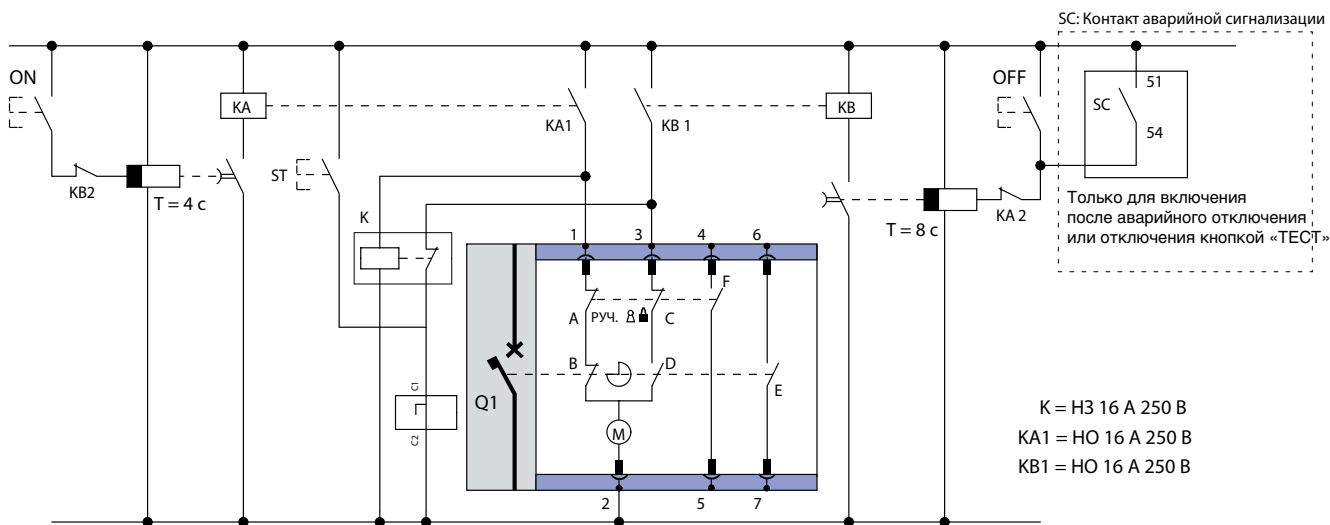 SC: Контакт аварийной сигнализации
ON
OFF
51
KA
KA1
KB 1
KB
SC
54
KB2
T = 4 c
ST
T = 8 c
KA 2
Только для включения
после аварийного отключения
или отключения кнопкой «ТЕСТ»
K
1
3
4
6
F
A
РУЧ.
C
B
D
E
C1
Q1
C2
M
2
5
7
K = НЗ 16 А 250 В
KA1 = НО 16 А 250 В
KB1 = НО 16 А 250 В